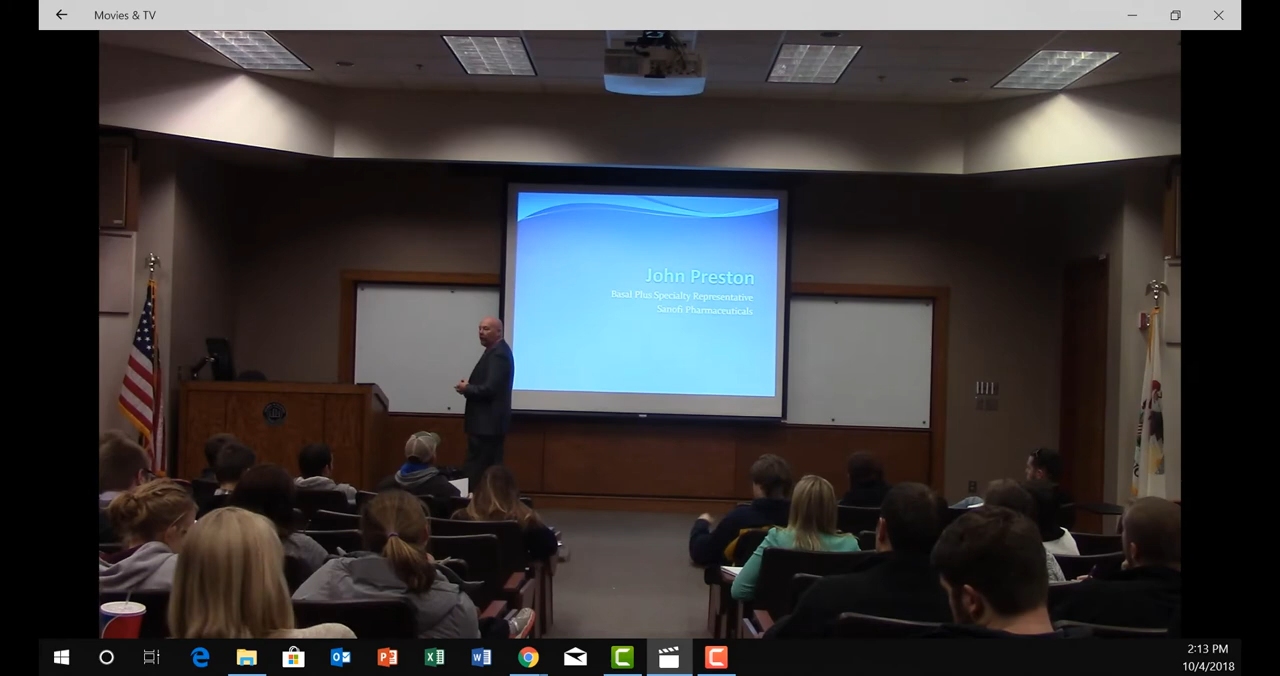 Movies & TV
John Preston
Basal Plus Specialty Representative
Sanofi Pharmaceuticals
2:13 PM
10/4/2018